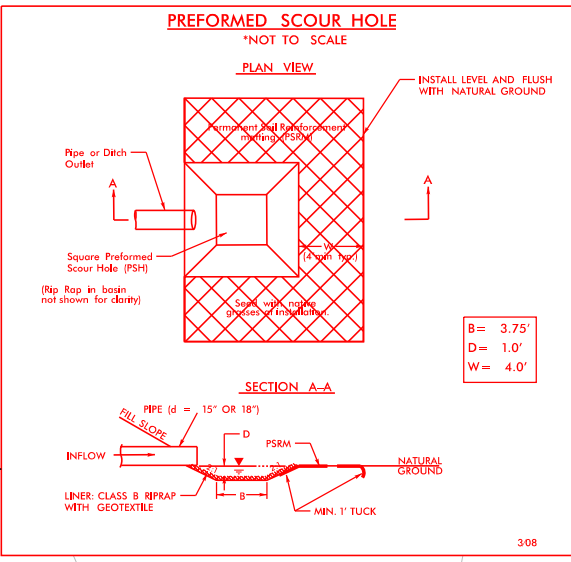 PREFORMED SCOUR HOLE
*NOT TO SCALE
PLAN VIEW
INSTALL LEVEL AND FLUSH
WITH NATURAL GROUND
Permanent Soil Reinforcement
matting (PSRM)
Pipe or Ditch
Outlet
A
A
W
(4 min typ.)
Square Preformed
Scour Hole (PSH)
(Rip Rap in basin
not shown for clarity)
Seed with native
grasses at installation.
B= 3.75'
D= 1.0'
W= 4.0'
SECTION A-A
PIPE (d = 15" OR 18")
FILL SLOPE
D
PSRM
INFLOW
NATURAL
GROUND
B
LINER: CLASS B RIPRAP
WITH GEOTEXTILE
MIN. 1' TUCK